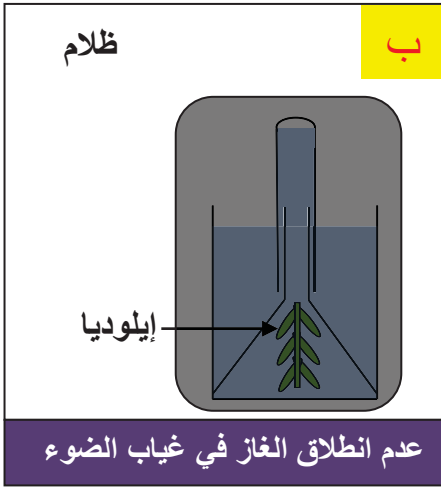 ب
ظلام
إيلوديا
عدم انطلاق الغاز في غياب الضوء